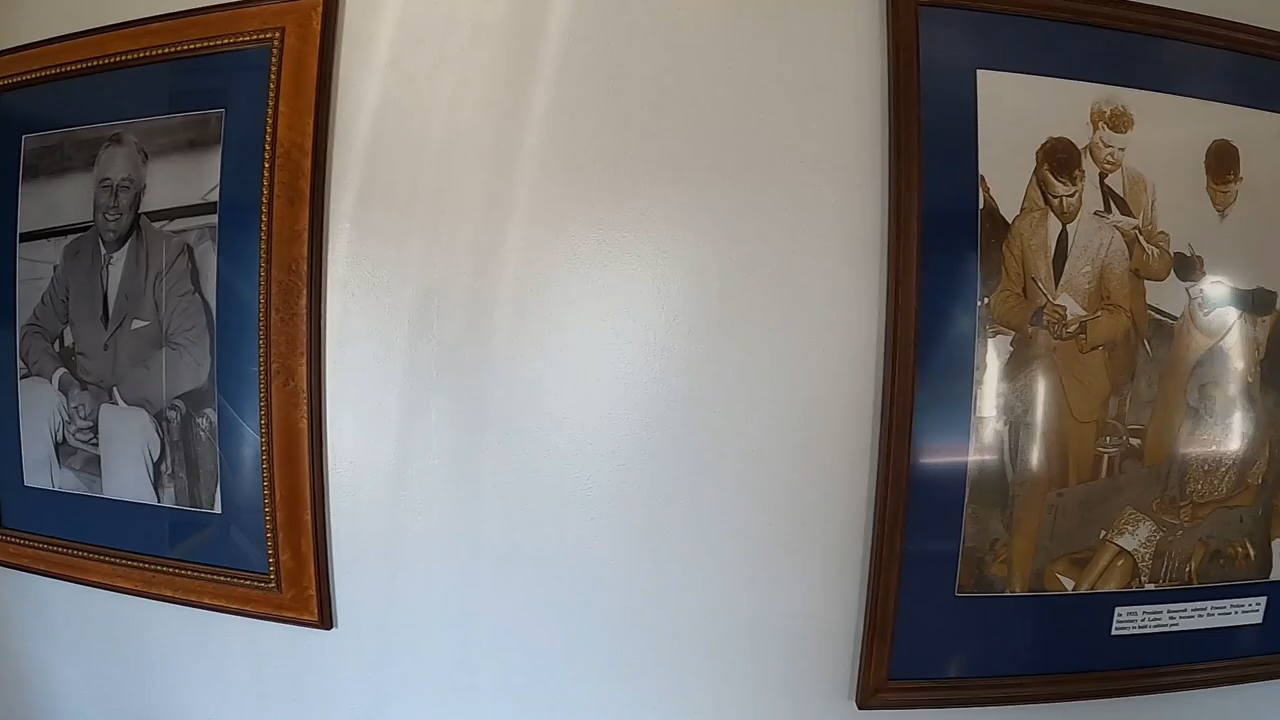 In 1933, President Roosevelt selected Frances Perkins as his
Secretary of Labor. She became the first woman in American
history to hold a cabinet post.